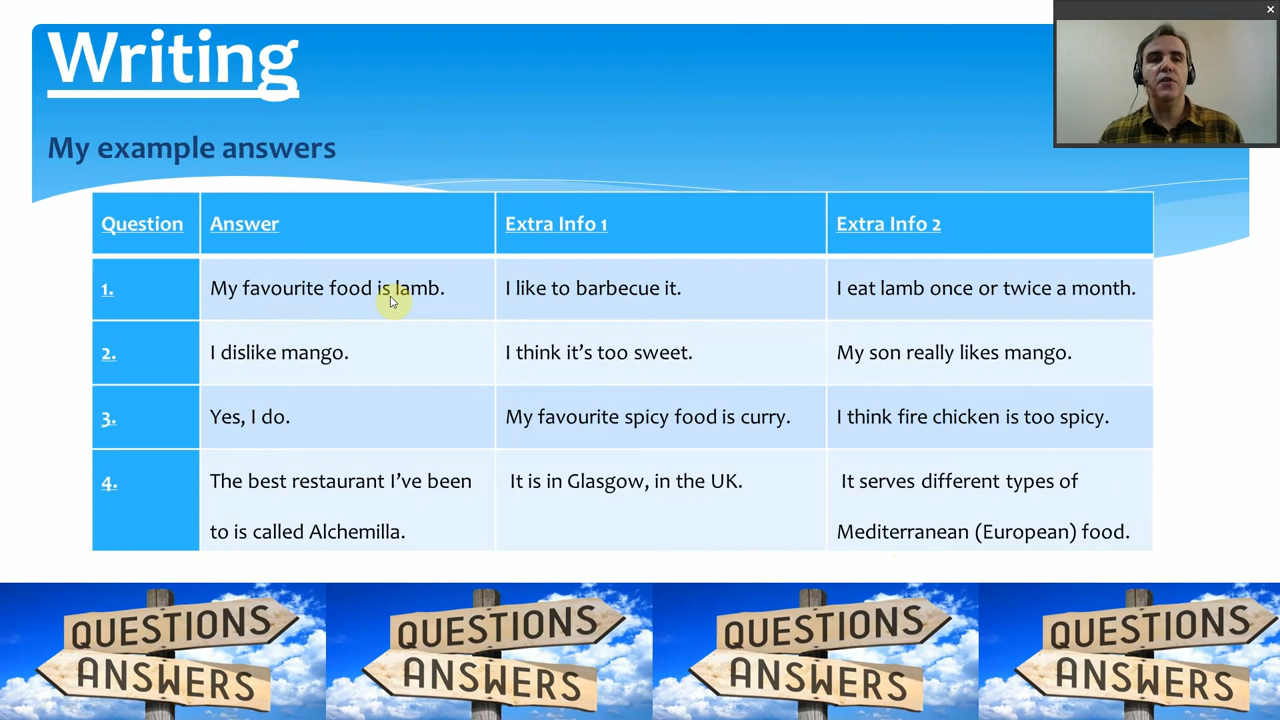 Writing
My example answers
Question Answer Extra Info 1 Extra Info 2
1. My favourite food is lamb. I like to barbecue it. I eat lamb once or twice a month.
2. I dislike mango. I think it’s too sweet. My son really likes mango.
3. Yes, I do. My favourite spicy food is curry. I think fire chicken is too spicy.
4. The best restaurant I’ve been It is in Glasgow, in the UK. It serves different types of
to is called Alchemilla. Mediterranean (European) food.
QUESTIONS QUESTIONS QUESTIONS QUESTIONS
ANSWERS ANSWERS ANSWERS ANSWERS